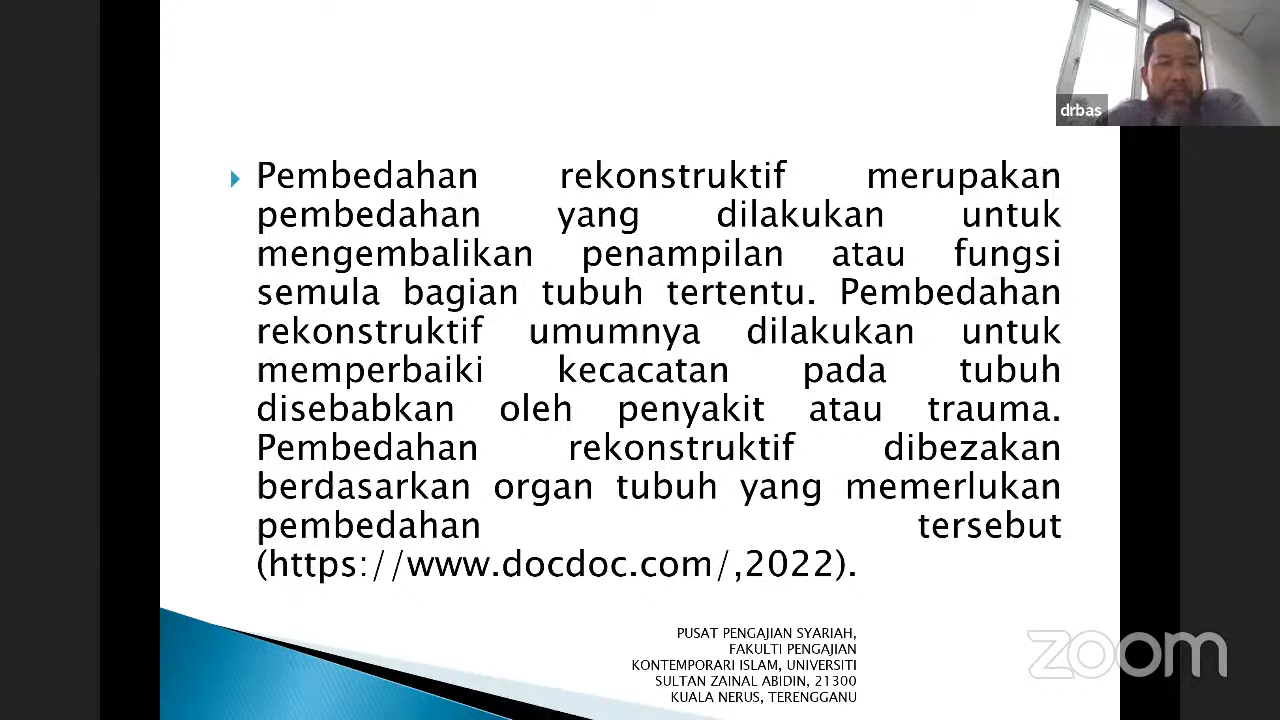 drbas
Pembedahan rekonstruktif merupakan
pembedahan yang dilakukan untuk
mengembalikan penampilan atau fungsi
semula bagian tubuh tertentu. Pembedahan
rekonstruktif umumnya dilakukan untuk
memperbaiki kecacatan pada tubuh
disebabkan oleh penyakit atau trauma.
Pembedahan rekonstruktif dibezakan
berdasarkan organ tubuh yang memerlukan
pembedahan tersebut
(https://www.docdoc.com/,2022).
PUSAT PENGAJIAN SYARIAH,
FAKULTI PENGAJIAN
KONTEMPORARI ISLAM, UNIVERSITI
SULTAN ZAINAL ABIDIN, 21300
KUALA NERUS, TERENGGANU
zoom